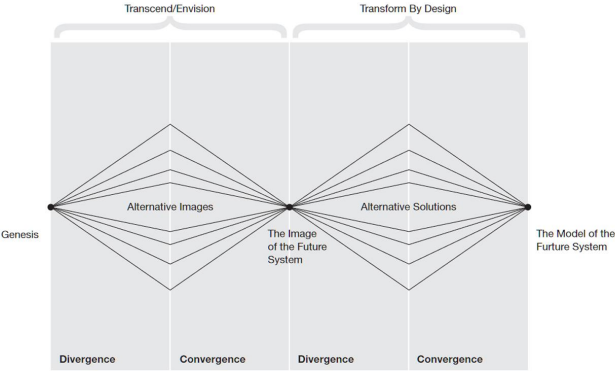 Transcend/Envision
Transform By Design
Alternative Images
Alternative Solutions
Genesis
The Image
of the Future
System
The Model of the
Furture System
Divergence
Convergence
Divergence
Convergence